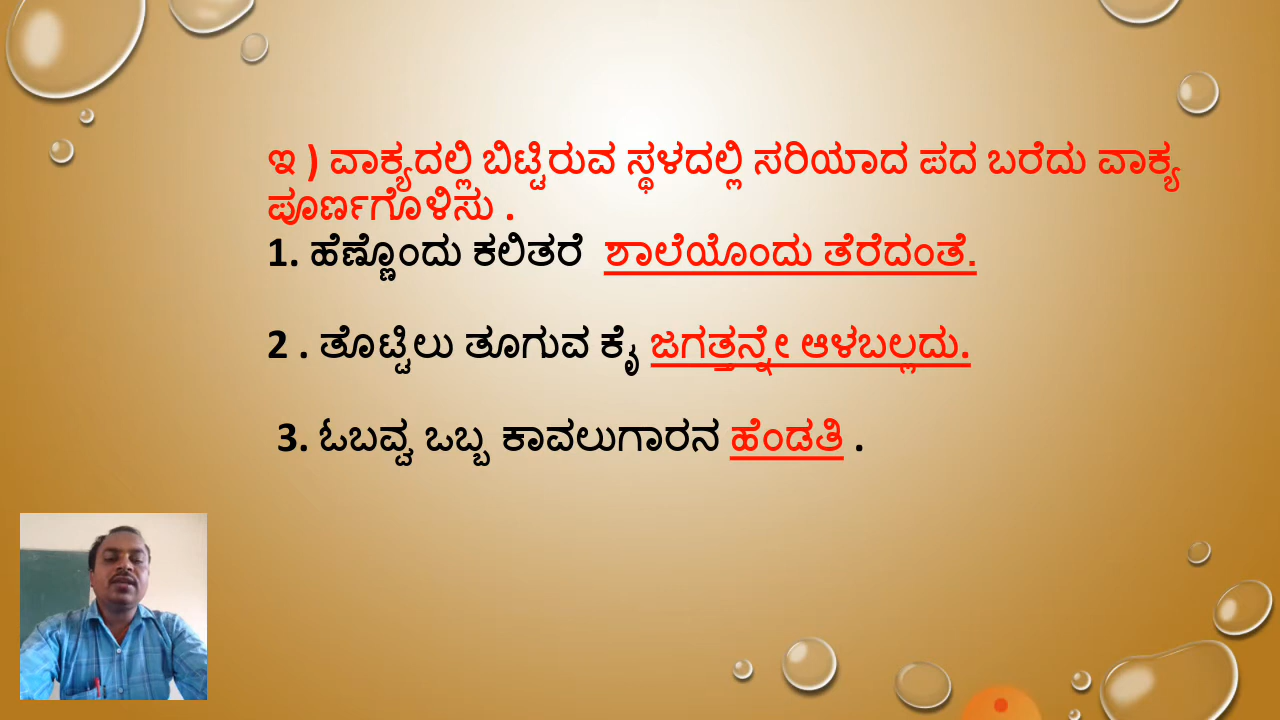 ಇ ) ವಾಕ್ಯದಲ್ಲಿ ಬಿಟ್ಟಿರುವ ಸ್ಥಳದಲ್ಲಿ ಸರಿಯಾದ ಪದ ಬರೆದು ವಾಕ್ಯ
ಪೂರ್ಣಗೊಳಿಸು .
1. ಹೆಣ್ಣೊಂದು ಕಲಿತರೆ ಶಾಲೆಯೊಂದು ತೆರೆದಂತೆ.
2 . ತೊಟ್ಟಿಲು ತೂಗುವ ಕೈ ಜಗತ್ತನ್ನೇ ಆಳಬಲ್ಲದು.
3. ಓಬವ್ವ ಒಬ್ಬ ಕಾವಲುಗಾರನ ಹೆಂಡತಿ .